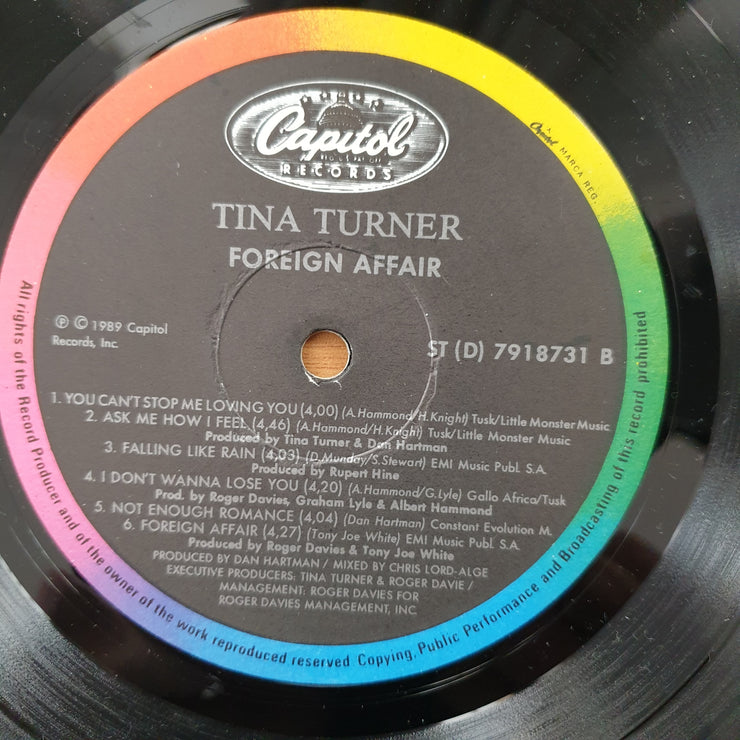 Capitol
RECORDS
Capitol MARCA REG.
TINA TURNER
FOREIGN AFFAIR
℗ © 1989 Capitol
Records, Inc.
ST (D) 7918731 B
1. YOU CAN'T STOP ME LOVING YOU (4,00) (A.Hammond/H.Knight) Tusk/Little Monster Music
2. ASK ME HOW I FEEL (4,46) (A.Hammond/H.Knight) Tusk/Little Monster Music
Produced by Tina Turner & Dan Hartman
3. FALLING LIKE RAIN (4,03) (D.Munday/S.Stewart) EMI Music Publ. S.A.
Produced by Rupert Hine
4. I DON'T WANNA LOSE YOU (4,20) (A.Hammond/G.Lyle) Gallo Africa/Tusk
Prod. by Roger Davies, Graham Lyle & Albert Hammond
5. NOT ENOUGH ROMANCE (4,04) (Dan Hartman) Constant Evolution M.
6. FOREIGN AFFAIR (4,27) (Tony Joe White) EMI Music Publ. S.A.
Produced by Roger Davies & Tony Joe White
PRODUCED BY DAN HARTMAN / MIXED BY CHRIS LORD-ALGE
EXECUTIVE PRODUCERS: TINA TURNER & ROGER DAVIE /
MANAGEMENT: ROGER DAVIES FOR
ROGER DAVIES MANAGEMENT, INC
All rights of the Record Producer and of the owner of the work reproduced reserved Copying, Public Performance and Broadcasting of this record prohibited